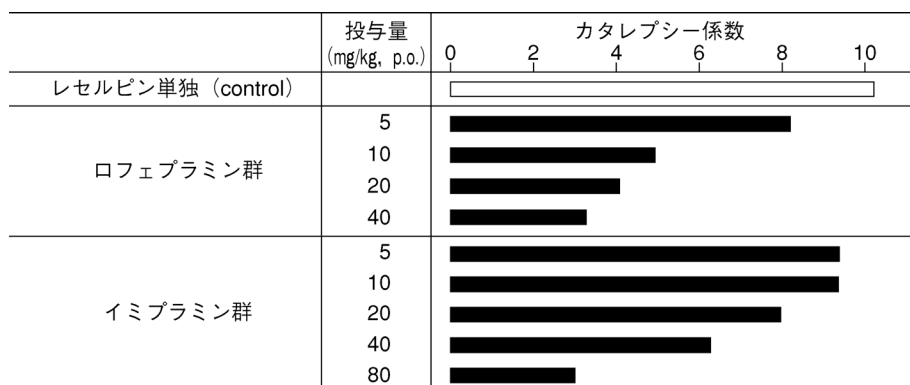 投与量
(mg/kg, p.o.)
カタレプシー係数
0 2 4 6 8 10
レセルピン単独（control）
ロフェプラミン群
5
10
20
40
イミプラミン群
5
10
20
40
80